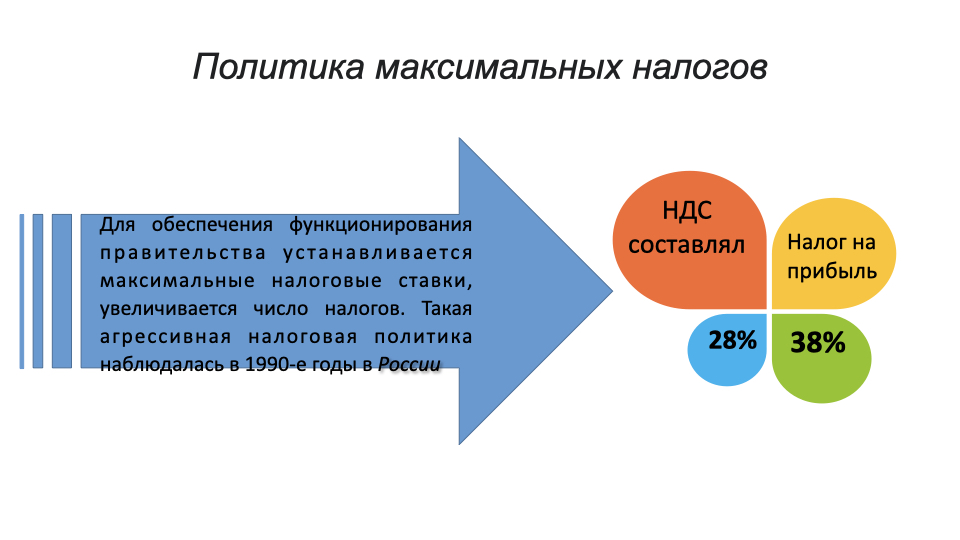 Политика максимальных налогов
Для обеспечения функционирования
правительства устанавливается
максимальные налоговые ставки,
увеличивается число налогов. Такая
агрессивная налоговая политика
наблюдалась в 1990-е годы в России
НДС
составлял
Налог на
прибыль
28%
38%